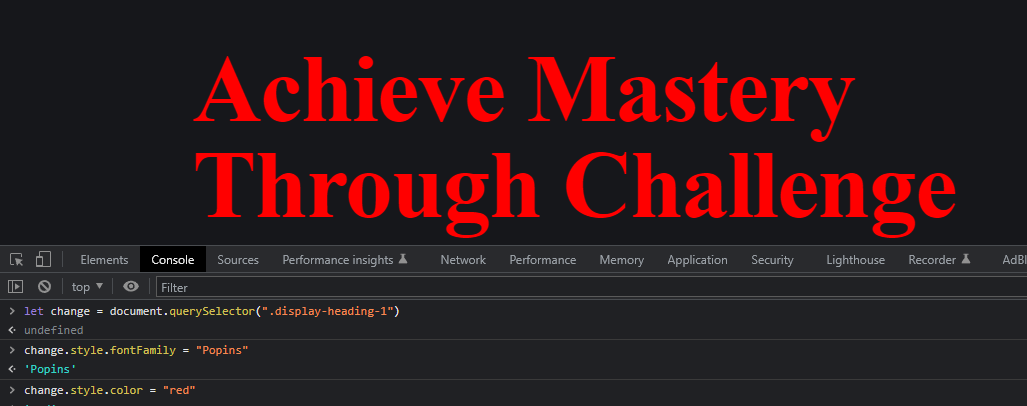 Achieve Mastery
Through Challenge
Elements Console Sources Performance insights Network Performance Memory Application Security Lighthouse Recorder AdBl
top Filter
let change = document.querySelector(".display-heading-1")
undefined
change.style.fontFamily = "Popins"
'Popins'
change.style.color = "red"